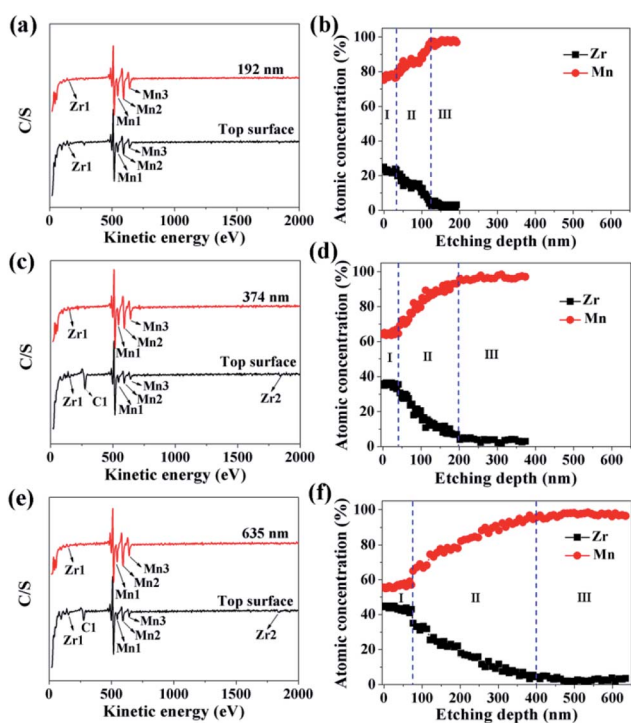 (a)
192 nm
Zr1
Mn3
Mn2
Mn1
Top surface
Zr1
Mn3
Mn2
Mn1
C/S
0 500 1000 1500 2000
Kinetic energy (eV)
(b)
Atomic concentration (%)
100
80
60
40
20
0
I II III
Zr
Mn
0 100 200 300 400 500 600
Etching depth (nm)
(c)
374 nm
Zr1
Mn3
Mn2
Mn1
Top surface
Zr1
C1
Mn3
Mn2
Mn1
Zr2
C/S
0 500 1000 1500 2000
Kinetic energy (eV)
(d)
Atomic concentration (%)
100
80
60
40
20
0
I II III
Zr
Mn
0 100 200 300 400 500 600
Etching depth (nm)
(e)
635 nm
Zr1
Mn3
Mn2
Mn1
Top surface
Zr1
C1
Mn3
Mn2
Mn1
Zr2
C/S
0 500 1000 1500 2000
Kinetic energy (eV)
(f)
Atomic concentration (%)
100
80
60
40
20
0
I II III
Zr
Mn
0 100 200 300 400 500 600
Etching depth (nm)